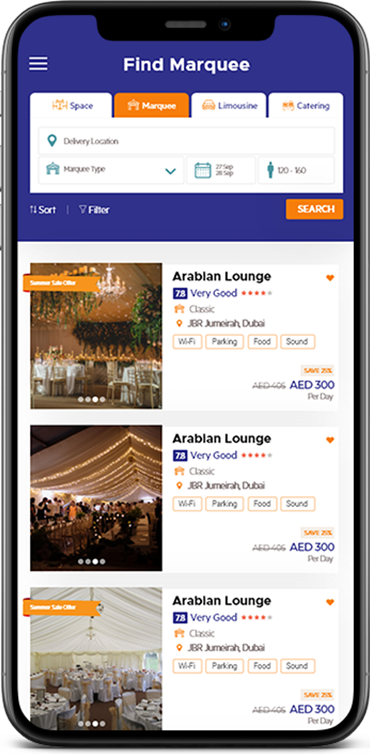 Find Marquee
Space
Marquee
Limousine
Catering
Delivery Location
Marquee Type
27 Sep
28 Sep
120 - 160
Sort | Filter
SEARCH
Summer Sale Offer
Arabian Lounge
7.8 Very Good
Classic
JBR Jumeirah, Dubai
Wi-Fi Parking Food Sound
SAVE 25%
AED 405 AED 300
Per Day
Arabian Lounge
7.8 Very Good
Classic
JBR Jumeirah, Dubai
Wi-Fi Parking Food Sound
SAVE 25%
AED 405 AED 300
Per Day
Summer Sale Offer
Arabian Lounge
7.8 Very Good
Classic
JBR Jumeirah, Dubai
Wi-Fi Parking Food Sound
SAVE 25%
AED 405 AED 300
Per Day